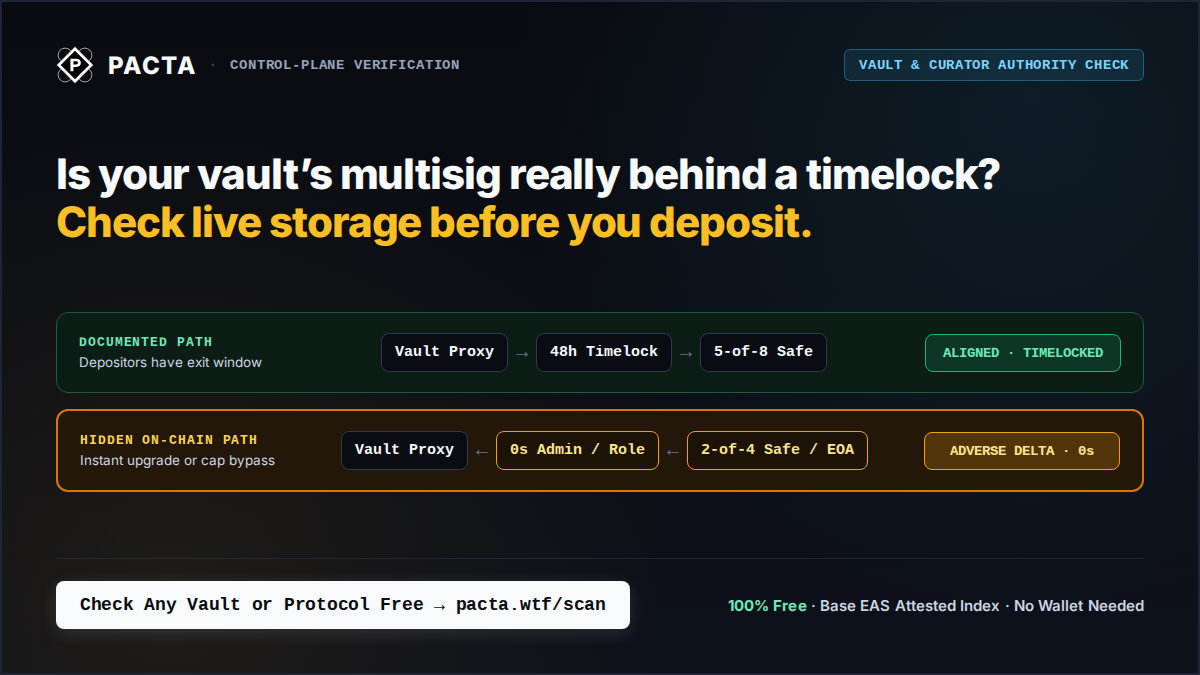 P PACTA · CONTROL-PLANE VERIFICATION
VAULT & CURATOR AUTHORITY CHECK
Is your vault’s multisig really behind a timelock?
Check live storage before you deposit.
DOCUMENTED PATH
Depositors have exit window
Vault Proxy → 48h Timelock → 5-of-8 Safe
ALIGNED · TIMELOCKED
HIDDEN ON-CHAIN PATH
Instant upgrade or cap bypass
Vault Proxy ← 0s Admin / Role ← 2-of-4 Safe / EOA
ADVERSE DELTA · 0s
Check Any Vault or Protocol Free → pacta.wtf/scan
100% Free · Base EAS Attested Index · No Wallet Needed